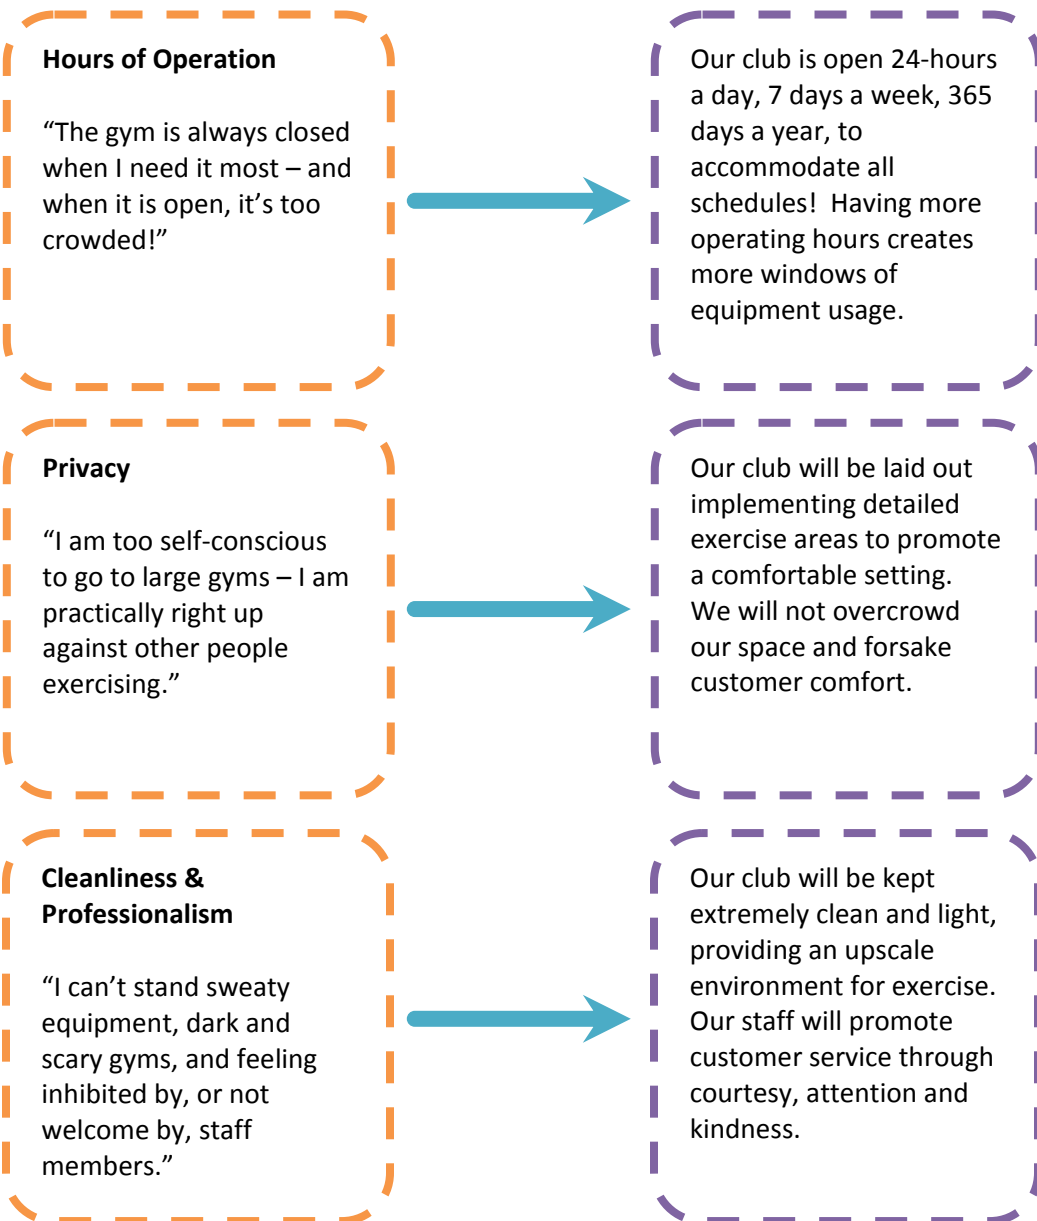 Hours of Operation
“The gym is always closed
when I need it most – and
when it is open, it’s too
crowded!”
Our club is open 24-hours
a day, 7 days a week, 365
days a year, to
accommodate all
schedules!  Having more
operating hours creates
more windows of
equipment usage.
Privacy
“I am too self-conscious
to go to large gyms – I am
practically right up
against other people
exercising.”
Our club will be laid out
implementing detailed
exercise areas to promote
a comfortable setting.
We will not overcrowd
our space and forsake
customer comfort.
Cleanliness &
Professionalism
“I can’t stand sweaty
equipment, dark and
scary gyms, and feeling
inhibited by, or not
welcome by, staff
members.”
Our club will be kept
extremely clean and light,
providing an upscale
environment for exercise.
Our staff will promote
customer service through
courtesy, attention and
kindness.